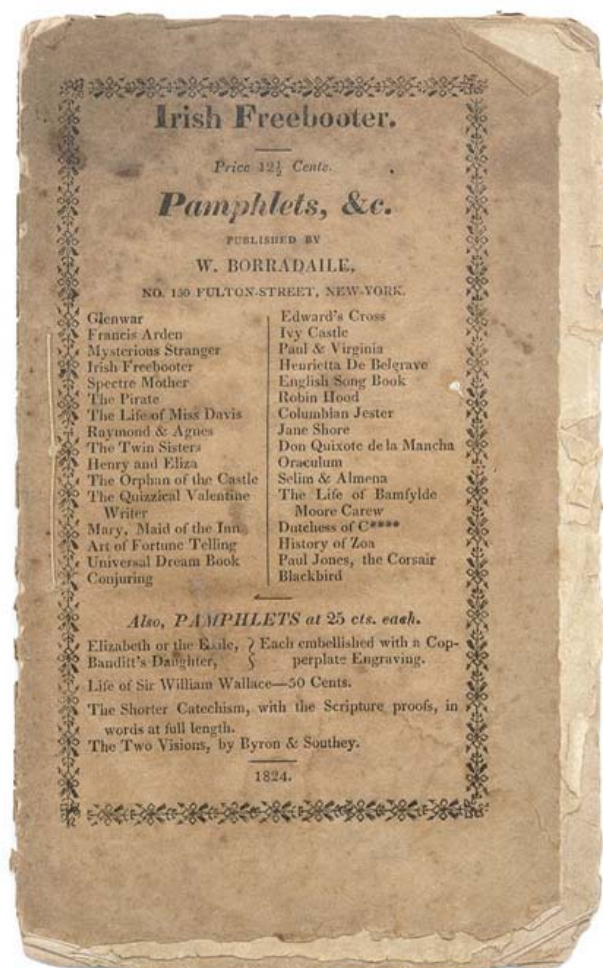 Irish Freebooter.
Price 12½ Cents.
Pamphlets, &c.
PUBLISHED BY
W. BORRADAILE,
NO. 130 FULTON-STREET, NEW-YORK.
Glenwar
Francis Arden
Mysterious Stranger
Irish Freebooter
Spectre Mother
The Pirate
The Life of Miss Davis
Raymond & Agnes
The Twin Sisters
Henry and Eliza
The Orphan of the Castle
The Quizzical Valentine
Writer
Mary, Maid of the Inn
Art of Fortune Telling
Universal Dream Book
Conjuring
Edward's Cross
Ivy Castle
Paul & Virginia
Henrietta De Belgrave
English Song Book
Robin Hood
Columbian Jester
Jane Shore
Don Quixote de la Mancha
Oraculum
Selim & Almena
The Life of Bamfylde
Moore Carew
Dutchess of C****
History of Zoa
Paul Jones, the Corsair
Blackbird
Also, PAMPHLETS at 25 cts. each.
Elizabeth or the Exile,
Banditt's Daughter,
Each embellished with a Cop-
perplate Engraving.
Life of Sir William Wallace—50 Cents.
The Shorter Catechism, with the Scripture proofs, in
words at full length.
The Two Visions, by Byron & Southey.
1824.